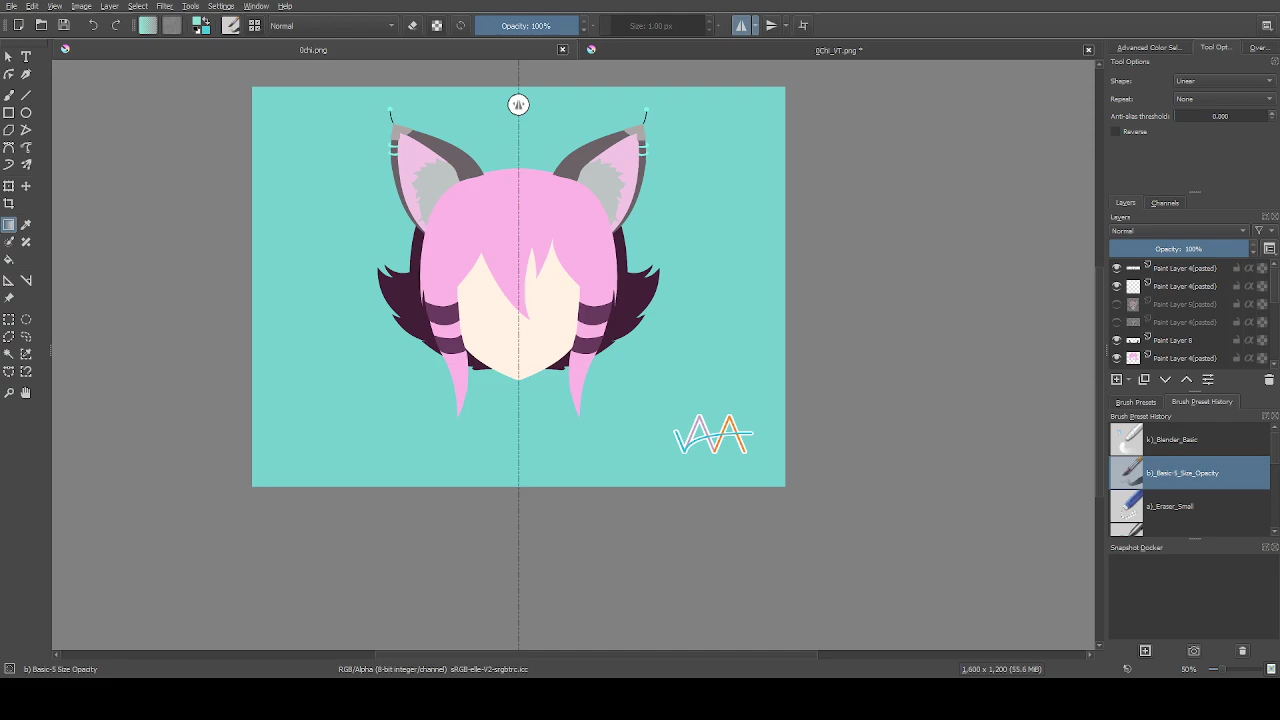 File Edit View Image Layer Select Filter Tools Settings Window Help
Normal Opacity: 100% Size: 1.00 px
0chi.png 0Chi_VT.png *
Advanced Color Sel... Tool Opt... Over...
Tool Options
Shape: Linear
Repeat: None
Anti-alias threshold: 0.000
Reverse
Layers Channels
Layers
Normal
Opacity: 100%
Paint Layer 4(pasted)
Paint Layer 4(pasted)
Paint Layer 5(pasted)
Paint Layer 4(pasted)
Paint Layer 8
Paint Layer 4(pasted)
Brush Presets Brush Preset History
Brush Preset History
k)_Blender_Basic
b)_Basic-5_Size_Opacity
a)_Eraser_Small
Snapshot Docker
b) Basic-5 Size Opacity RGB/Alpha (8-bit integer/channel) sRGB-elle-V2-srgbtrc.icc 1,600 x 1,200 (55.6 MiB) 50%